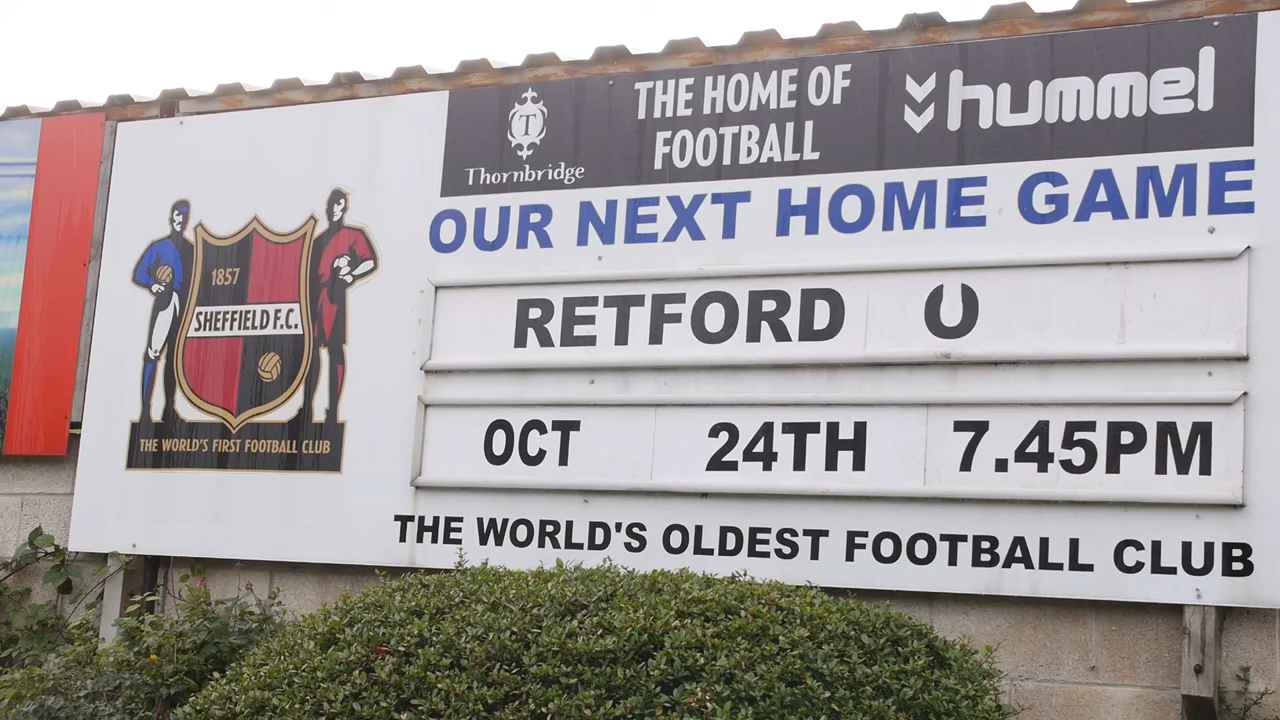 1857
SHEFFIELD F.C.
THE WORLD'S FIRST FOOTBALL CLUB
T
Thornbridge
THE HOME OF
FOOTBALL
hummel
OUR NEXT HOME GAME
RETFORD U
OCT 24TH 7.45PM
THE WORLD'S OLDEST FOOTBALL CLUB